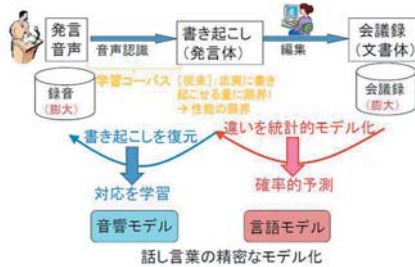 発言
音声
音声認識
書き起こし
(発言体)
編集
会議録
(文書体)
録音
(膨大)
学習コーパス
[従来]:忠実に書き
起こせる量に限界!
→ 性能の限界
会議録
(膨大)
書き起こしを復元
違いを統計的モデル化
対応を学習
確率的予測
音響モデル
言語モデル
話し言葉の精密なモデル化